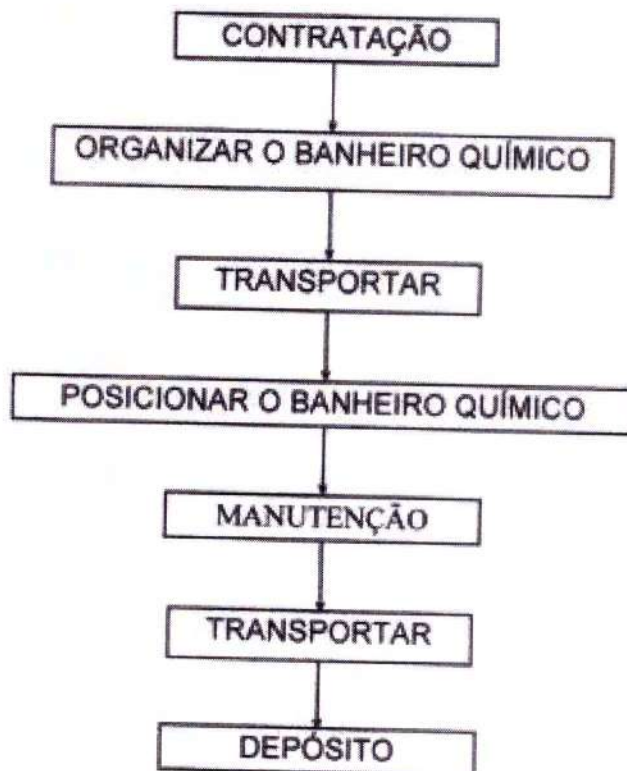 CONTRATAÇÃO
ORGANIZAR O BANHEIRO QUÍMICO
TRANSPORTAR
POSICIONAR O BANHEIRO QUÍMICO
MANUTENÇÃO
TRANSPORTAR
DEPÓSITO